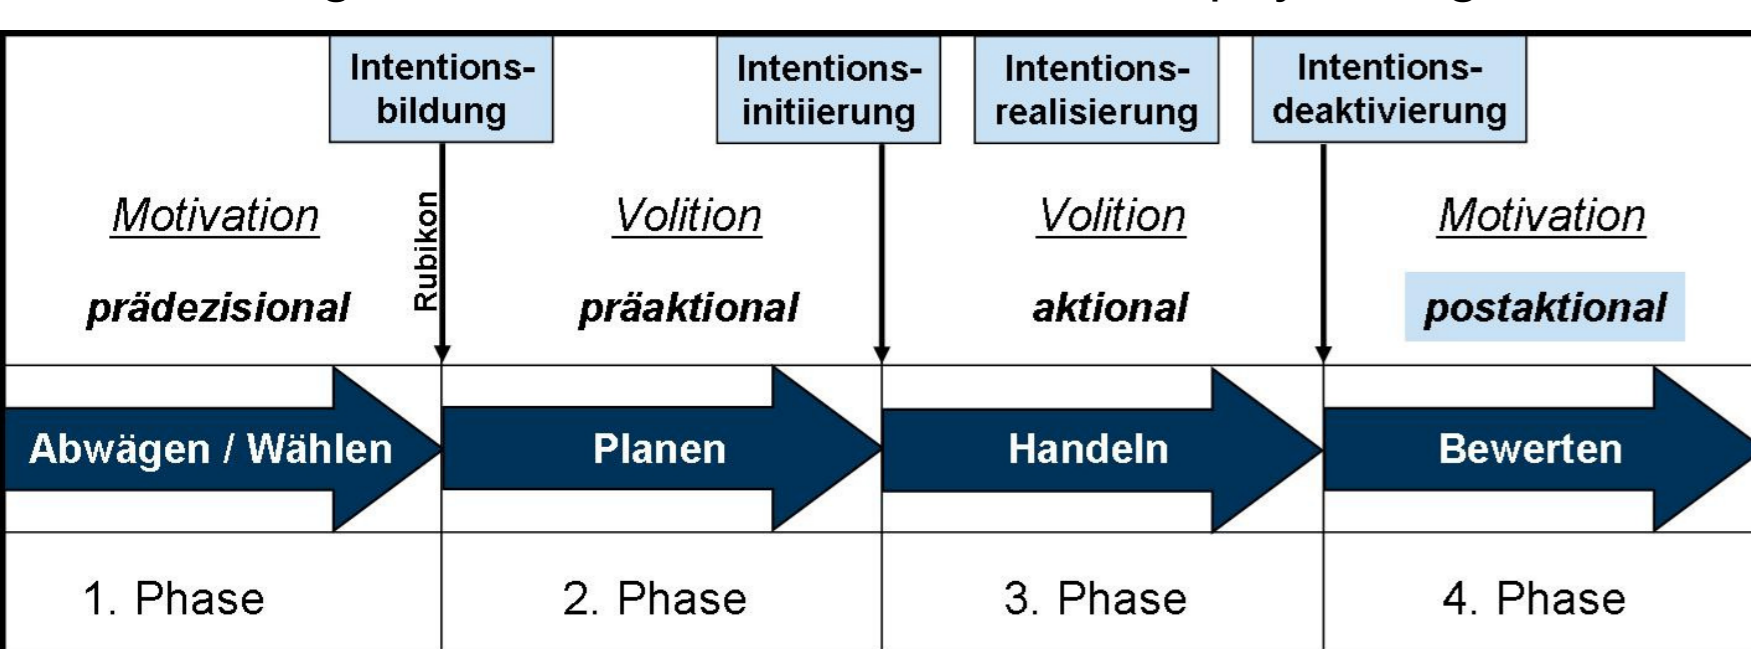 Intentions-
bildung
Intentions-
initiierung
Intentions-
realisierung
Intentions-
deaktivierung
Motivation
Rubikon
Volition
Volition
Motivation
prädezisional
präaktional
aktional
postaktional
Abwägen / Wählen
Planen
Handeln
Bewerten
1. Phase
2. Phase
3. Phase
4. Phase